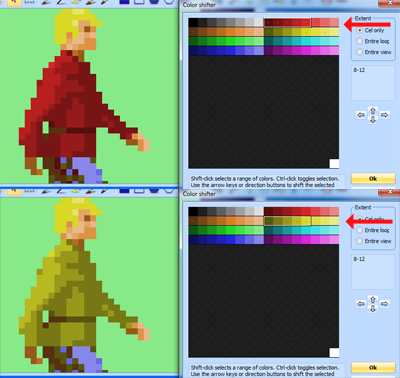 Color shifter
Extent
Cel only
Entire loop
Entire view
8-12
Shift-click selects a range of colors. Ctrl-click toggles selection.
Use the arrow keys or direction buttons to shift the selected
Ok
Color shifter
Extent
Cel only
Entire loop
Entire view
8-12
Shift-click selects a range of colors. Ctrl-click toggles selection.
Use the arrow keys or direction buttons to shift the selected
Ok